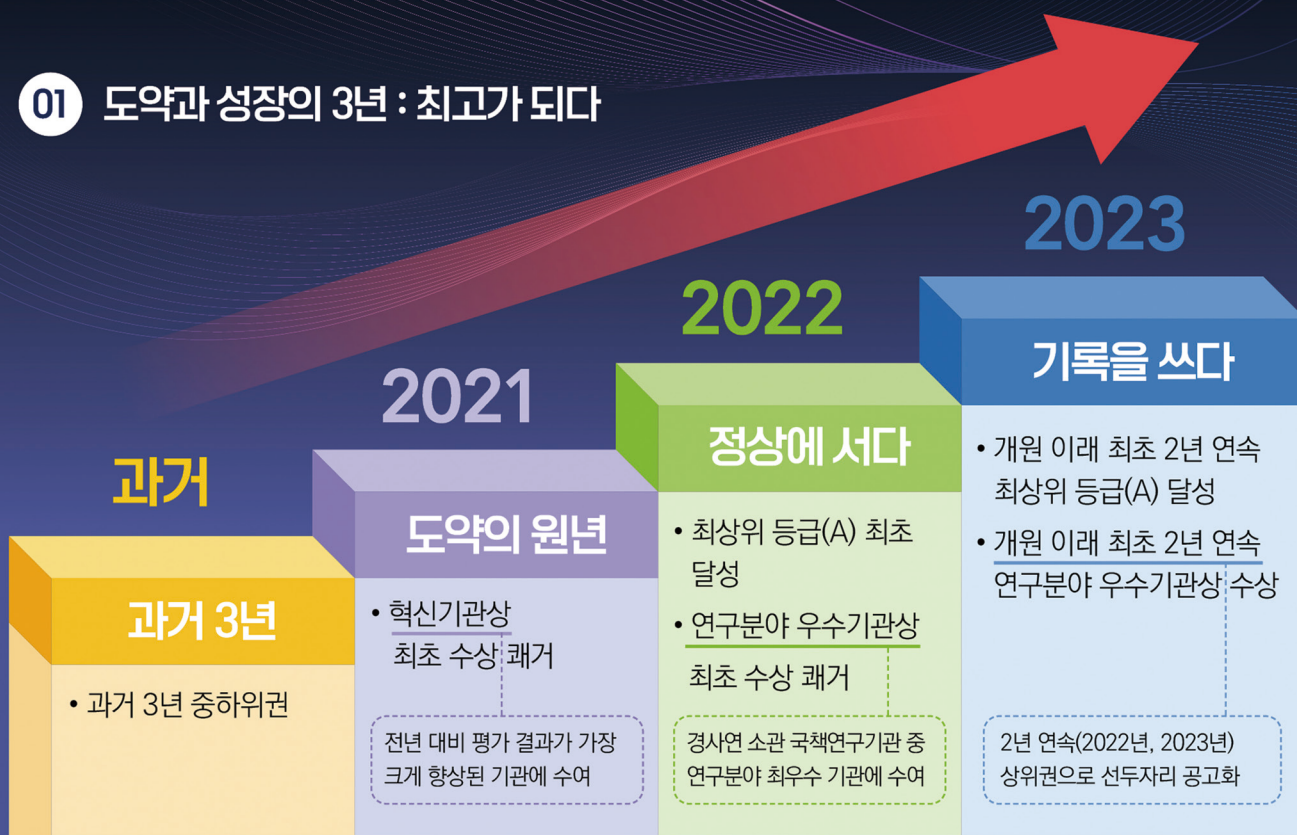 01 도약과 성장의 3년 : 최고가 되다
과거
과거 3년
• 과거 3년 중하위권
2021
도약의 원년
• 혁신기관상
최초 수상 쾌거
전년 대비 평가 결과가 가장
크게 향상된 기관에 수여
2022
정상에 서다
• 최상위 등급(A) 최초
달성
• 연구분야 우수기관상
최초 수상 쾌거
경사연 소관 국책연구기관 중
연구분야 최우수 기관에 수여
2023
기록을 쓰다
• 개원 이래 최초 2년 연속
최상위 등급(A) 달성
• 개원 이래 최초 2년 연속
연구분야 우수기관상 수상
2년 연속(2022년, 2023년)
상위권으로 선두자리 공고화